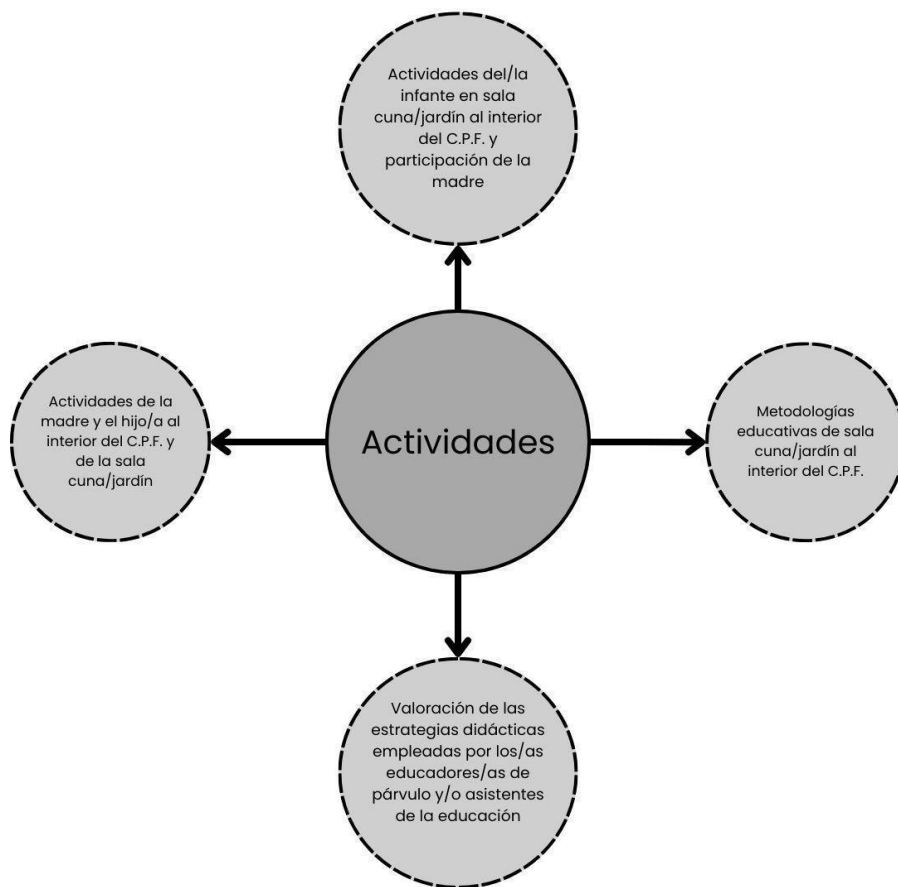 Actividades del/la
infante en sala
cuna/jardín al interior
del C.P.F. y
participación de la
madre
Actividades de la
madre y el hijo/a al
interior del C.P.F. y
de la sala
cuna/jardín
Actividades
Metodologías
educativas de sala
cuna/jardín al
interior del C.P.F.
Valoración de las
estrategias didácticas
empleadas por los/as
educadores/as de
párvulo y/o asistentes
de la educación